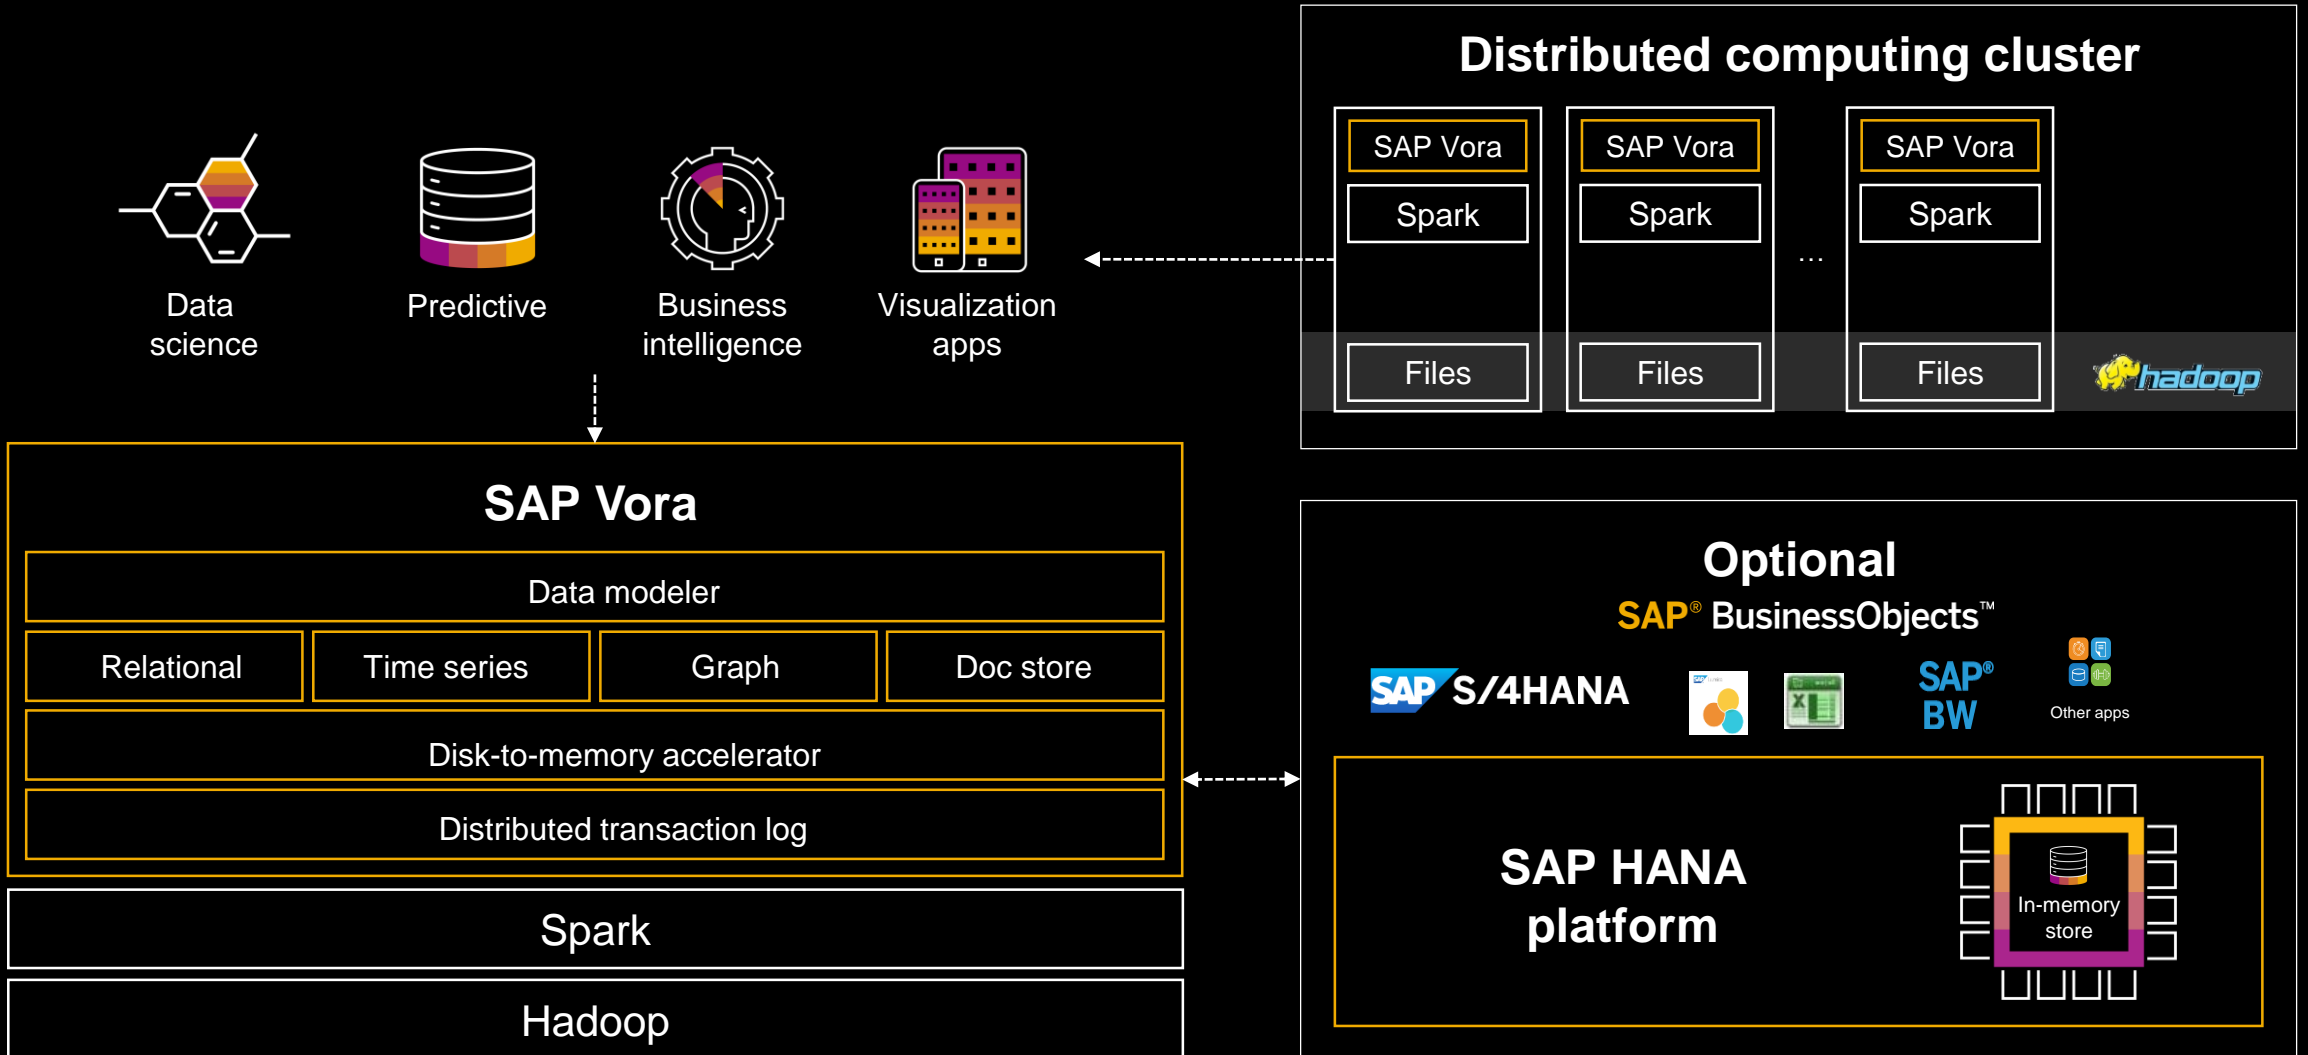 Distributed computing cluster
SAP Vora
SAP Vora
SAP Vora
Spark
Spark
Spark
...
Files
Files
Files
hadoop
Data
science
Predictive
Business
intelligence
Visualization
apps
SAP Vora
Data modeler
Relational
Time series
Graph
Doc store
Disk-to-memory accelerator
Distributed transaction log
Spark
Hadoop
Optional
SAP® BusinessObjects™
SAP S/4HANA
SAP®
BW
Other apps
SAP HANA
platform
In-memory
store